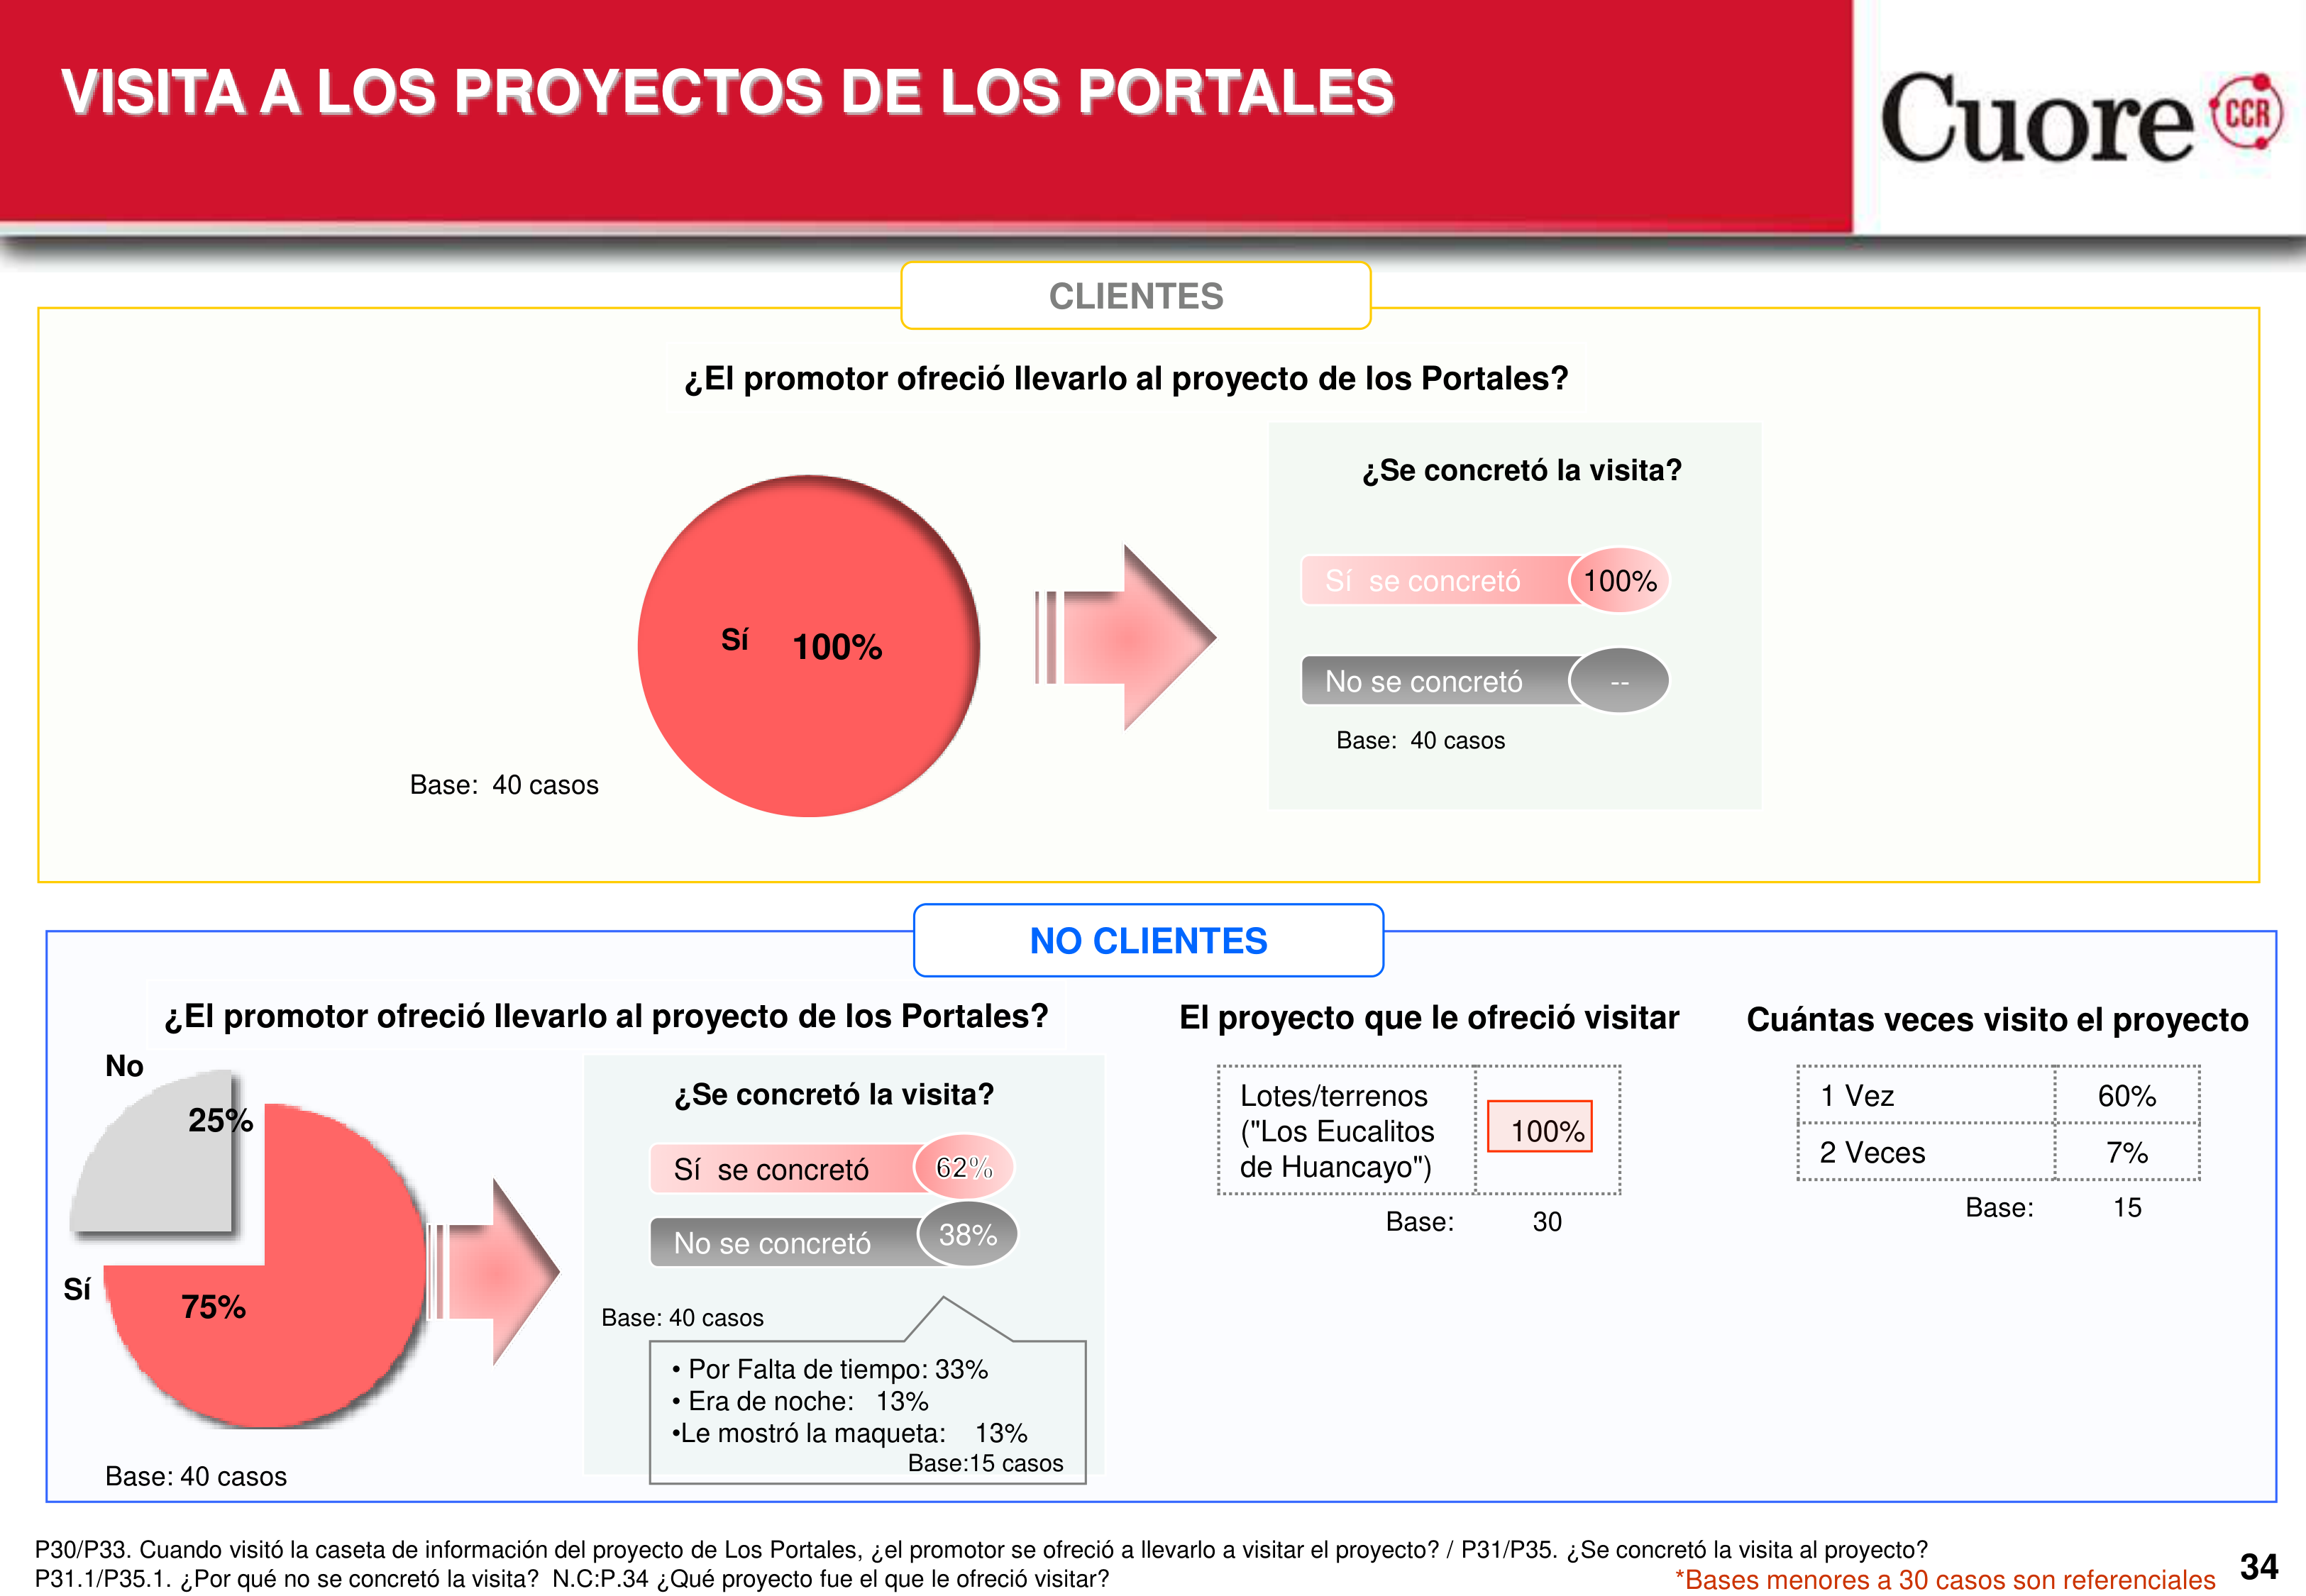 VISITA A LOS PROYECTOS DE LOS PORTALES
Cuore CCR
CLIENTES
¿El promotor ofreció llevarlo al proyecto de los Portales?
¿Se concretó la visita?
Sí se concretó 100%
Sí 100%
No se concretó --
Base: 40 casos
Base: 40 casos
NO CLIENTES
¿El promotor ofreció llevarlo al proyecto de los Portales?
No
25%
Sí
75%
Base: 40 casos
¿Se concretó la visita?
Sí se concretó 62%
No se concretó 38%
Base: 40 casos
• Por Falta de tiempo: 33%
• Era de noche: 13%
•Le mostró la maqueta: 13%
Base:15 casos
El proyecto que le ofreció visitar
Lotes/terrenos
("Los Eucalitos 100%
de Huancayo")
Base: 30
Cuántas veces visito el proyecto
1 Vez 60%
2 Veces 7%
Base: 15
P30/P33. Cuando visitó la caseta de información del proyecto de Los Portales, ¿el promotor se ofreció a llevarlo a visitar el proyecto? / P31/P35. ¿Se concretó la visita al proyecto?
P31.1/P35.1. ¿Por qué no se concretó la visita? N.C:P.34 ¿Qué proyecto fue el que le ofreció visitar?
*Bases menores a 30 casos son referenciales
34